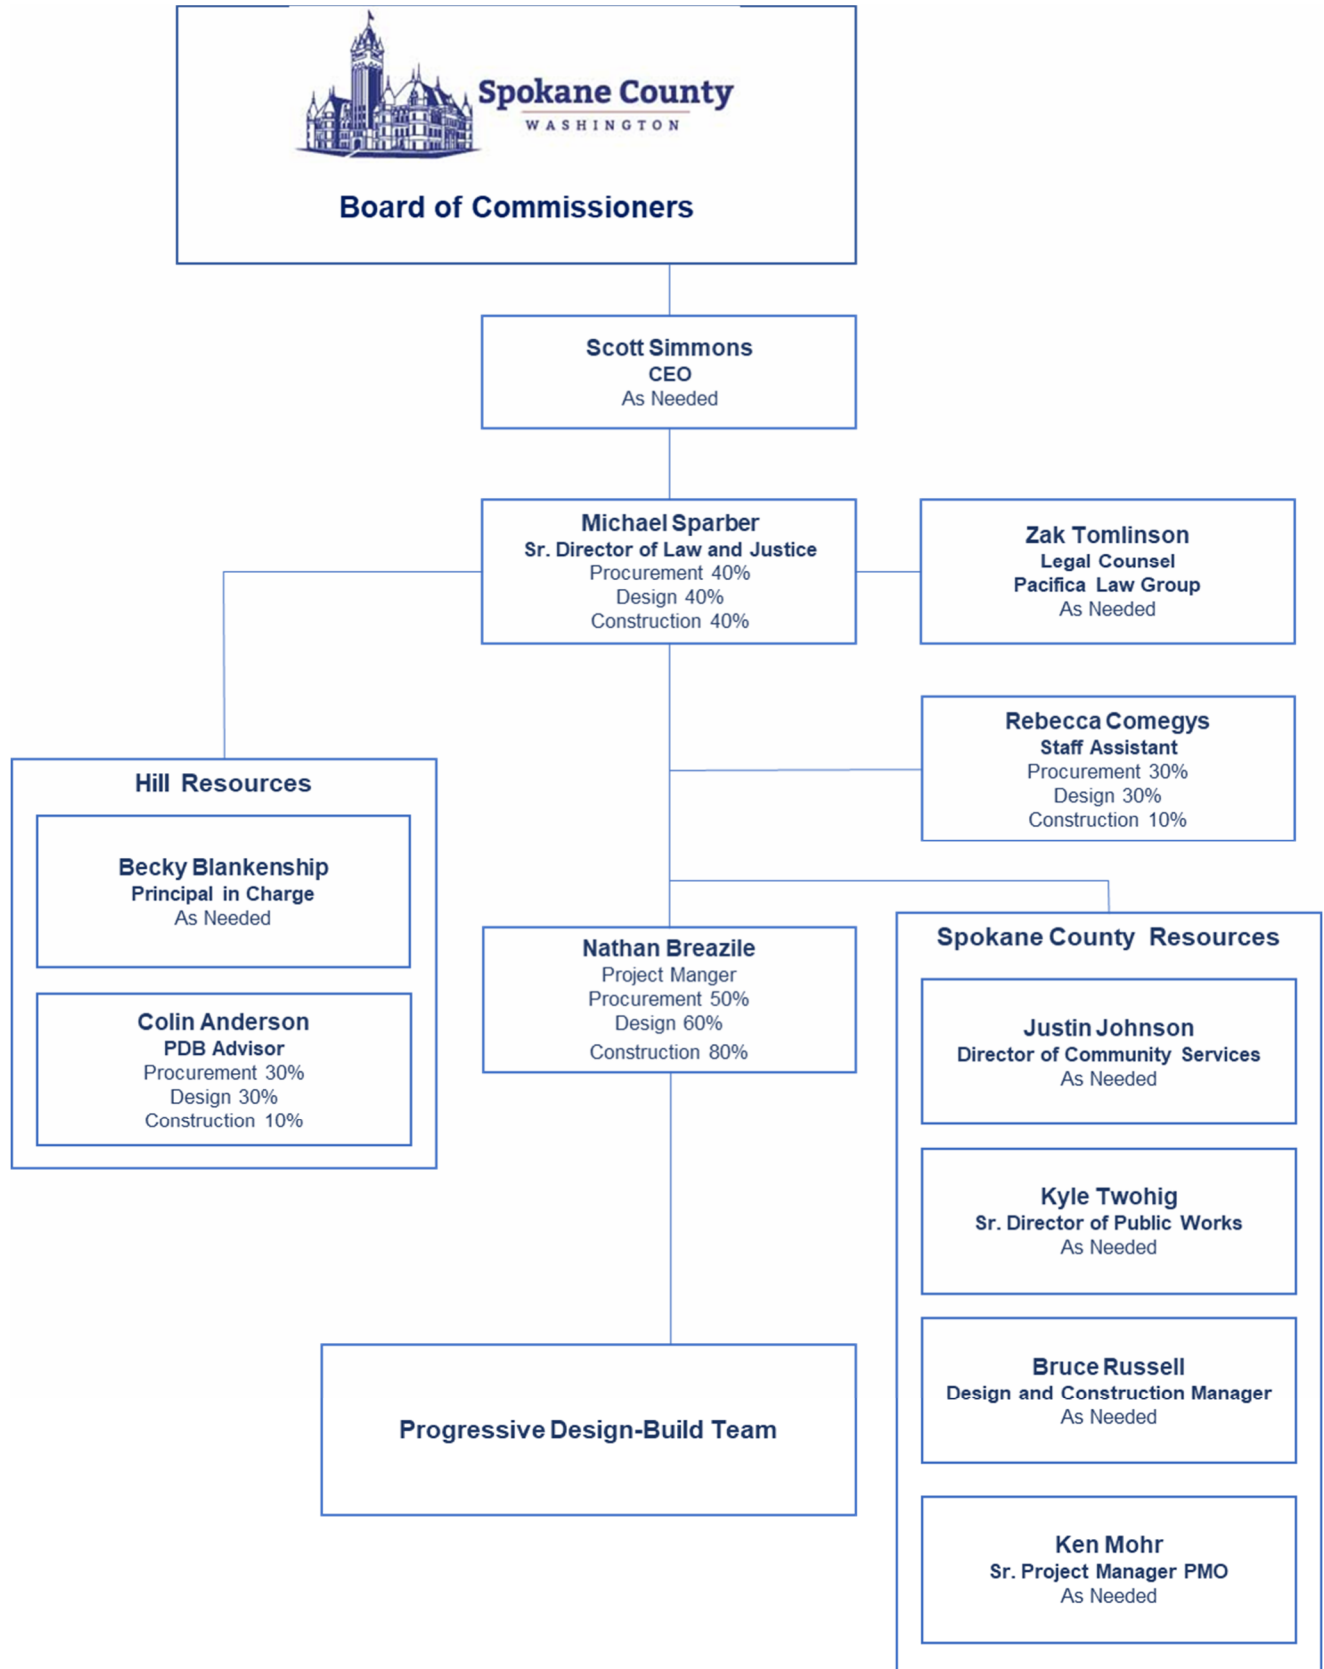 Spokane County
WASHINGTON
Board of Commissioners
Scott Simmons
CEO
As Needed
Michael Sparber
Sr. Director of Law and Justice
Procurement 40%
Design 40%
Construction 40%
Zak Tomlinson
Legal Counsel
Pacifica Law Group
As Needed
Rebecca Comegys
Staff Assistant
Procurement 30%
Design 30%
Construction 10%
Hill Resources
Becky Blankenship
Principal in Charge
As Needed
Colin Anderson
PDB Advisor
Procurement 30%
Design 30%
Construction 10%
Nathan Breazile
Project Manger
Procurement 50%
Design 60%
Construction 80%
Spokane County Resources
Justin Johnson
Director of Community Services
As Needed
Kyle Twohig
Sr. Director of Public Works
As Needed
Bruce Russell
Design and Construction Manager
As Needed
Ken Mohr
Sr. Project Manager PMO
As Needed
Progressive Design-Build Team